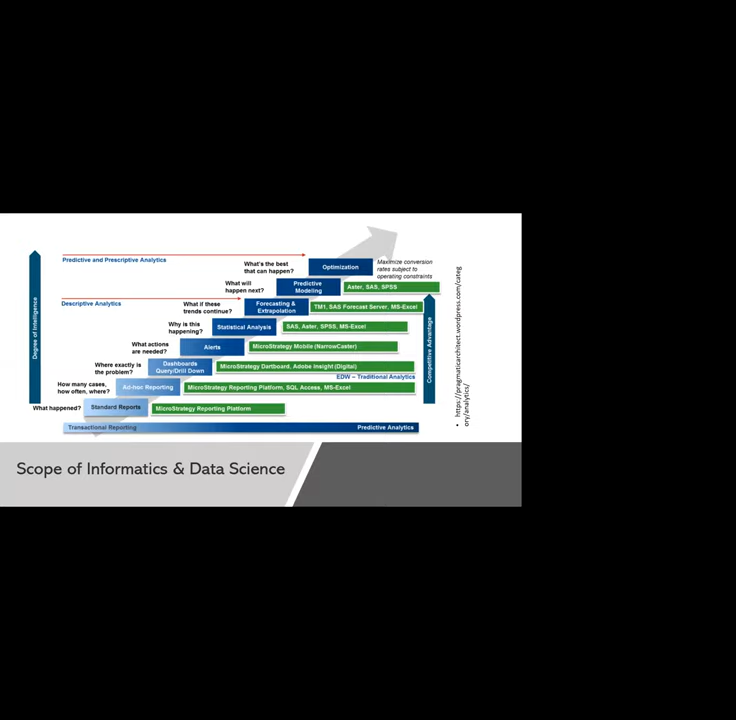 Predictive and Prescriptive Analytics
What's the best
that can happen?
Optimization
Maximize conversion
rates subject to
operating constraints
What will
happen next?
Predictive
Modeling
Aster, SAS, SPSS
Descriptive Analytics
What if these
trends continue?
Forecasting &
Extrapolation
TM1, SAS Forecast Server, MS-Excel
Why is this
happening?
Statistical Analysis
SAS, Aster, SPSS, MS-Excel
What actions
are needed?
Alerts
MicroStrategy Mobile (NarrowCaster)
Where exactly is
the problem?
Dashboards
Query/Drill Down
MicroStrategy Dartboard, Adobe Insight (Digital)
EDW – Traditional Analytics
How many cases,
how often, where?
Ad-hoc Reporting
MicroStrategy Reporting Platform, SQL Access, MS-Excel
What happened?
Standard Reports
MicroStrategy Reporting Platform
Transactional Reporting
Predictive Analytics
Degree of Intelligence
Competitive Advantage
• https://pragmaticarchitect.wordpress.com/categ
ory/analytics/
Scope of Informatics & Data Science